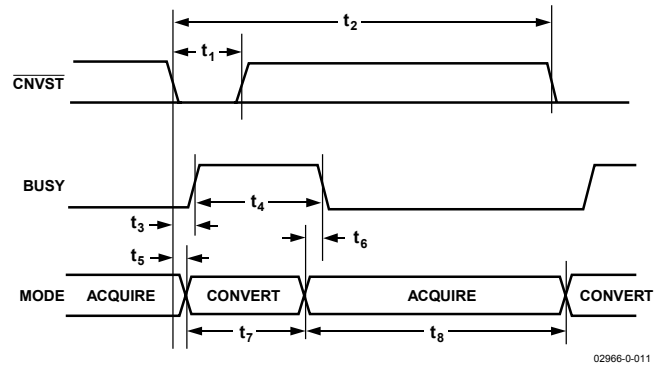 t2
t1
CNVST
BUSY
t4
t3
t6
t5
MODE ACQUIRE CONVERT ACQUIRE CONVERT
t7 t8
02966-0-011